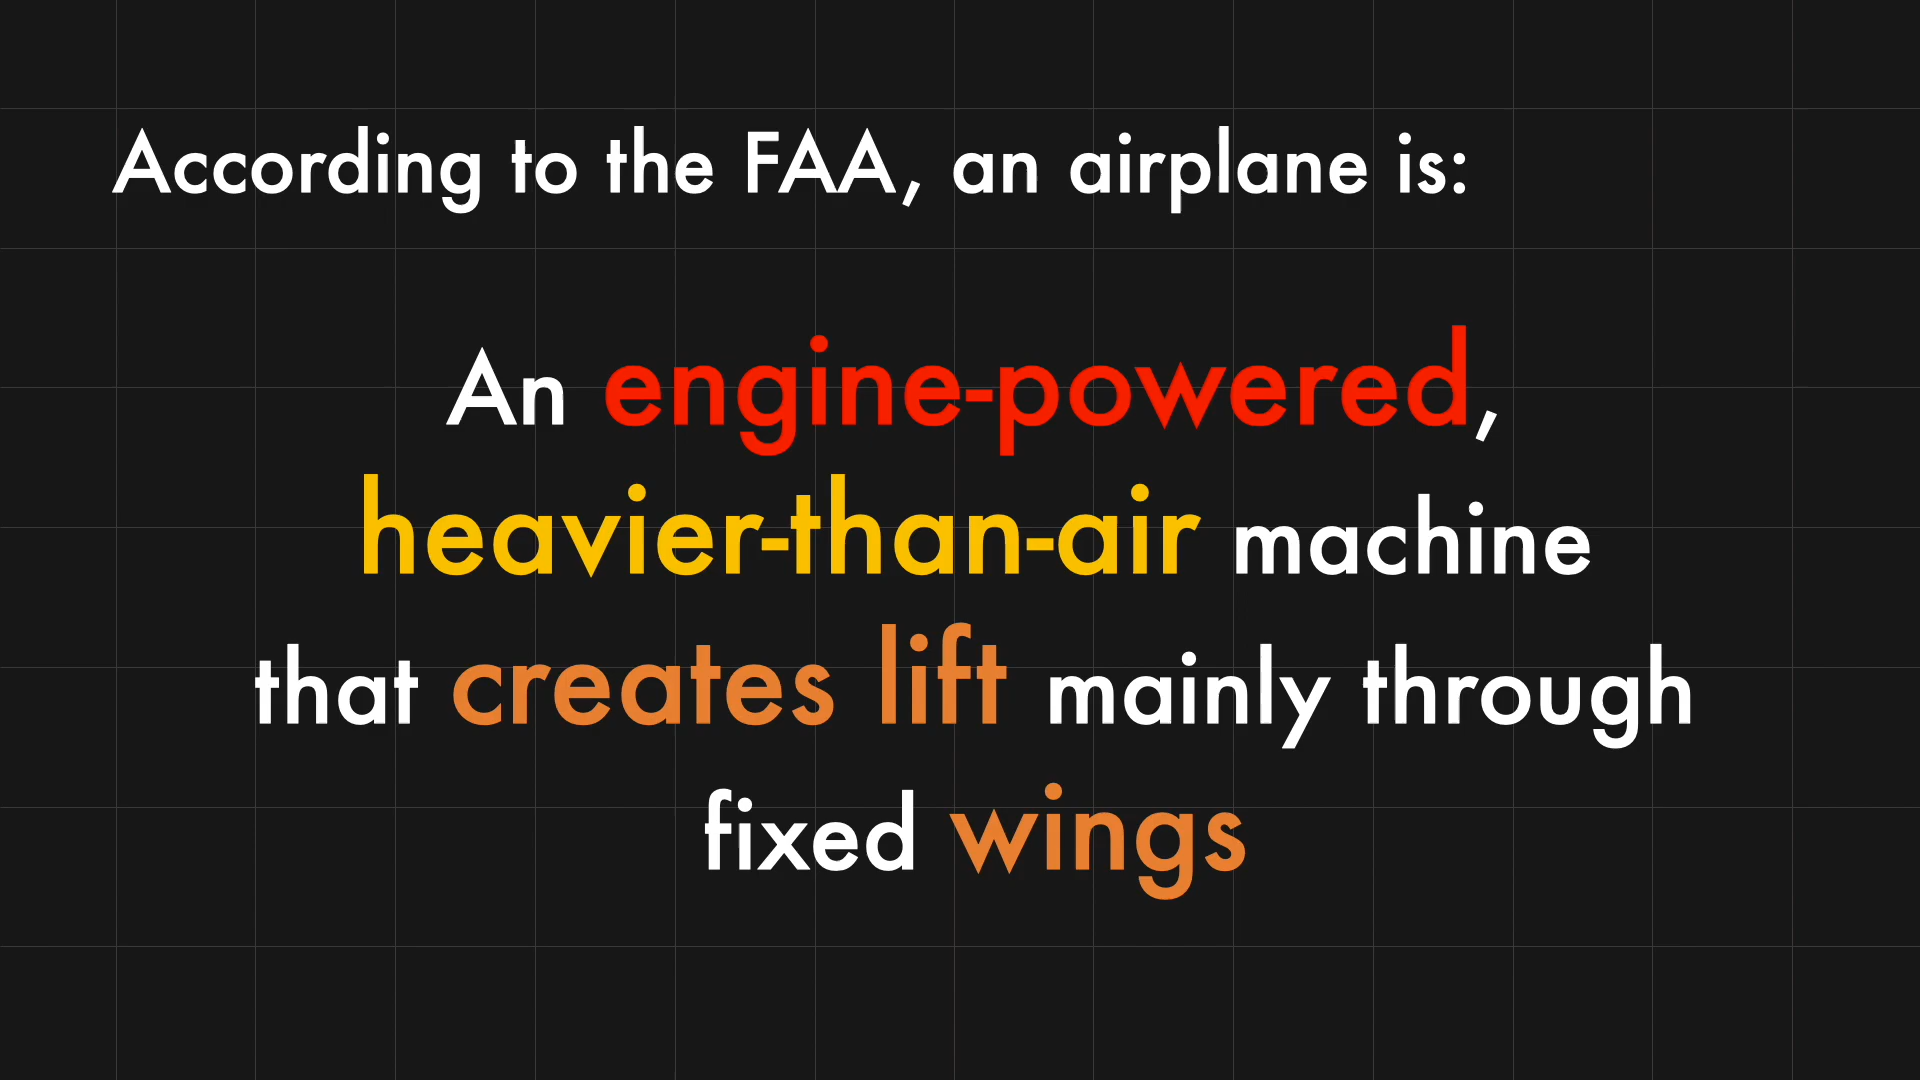 According to the FAA, an airplane is:
An engine-powered,
heavier-than-air machine
that creates lift mainly through
fixed wings